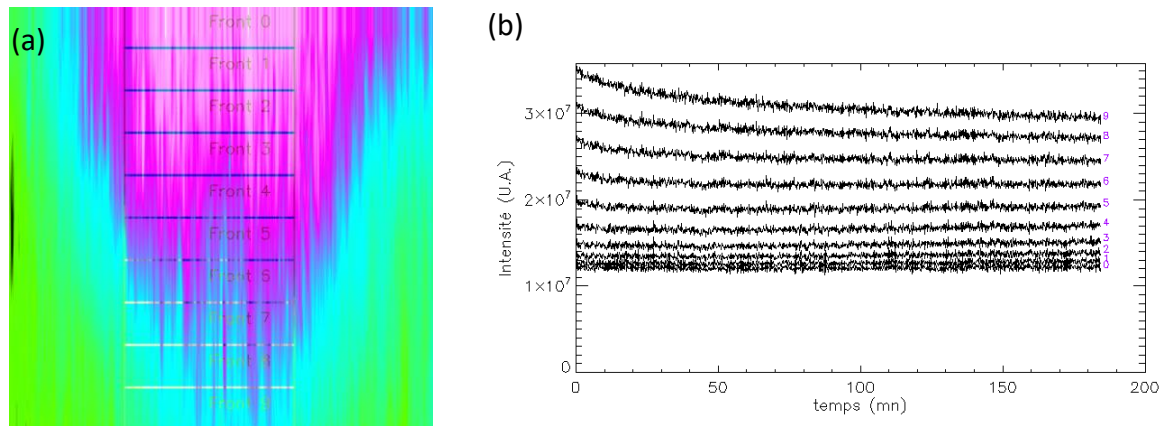 (a)
Front 0
Front 1
Front 2
Front 3
Front 4
Front 5
Front 6
Front 7
Front 8
Front 9
(b)
Intensité (U.A.)
3×10⁷
2×10⁷
1×10⁷
0
9
8
7
6
5
4
3
2
1
0
0 50 100 150 200
temps (mn)